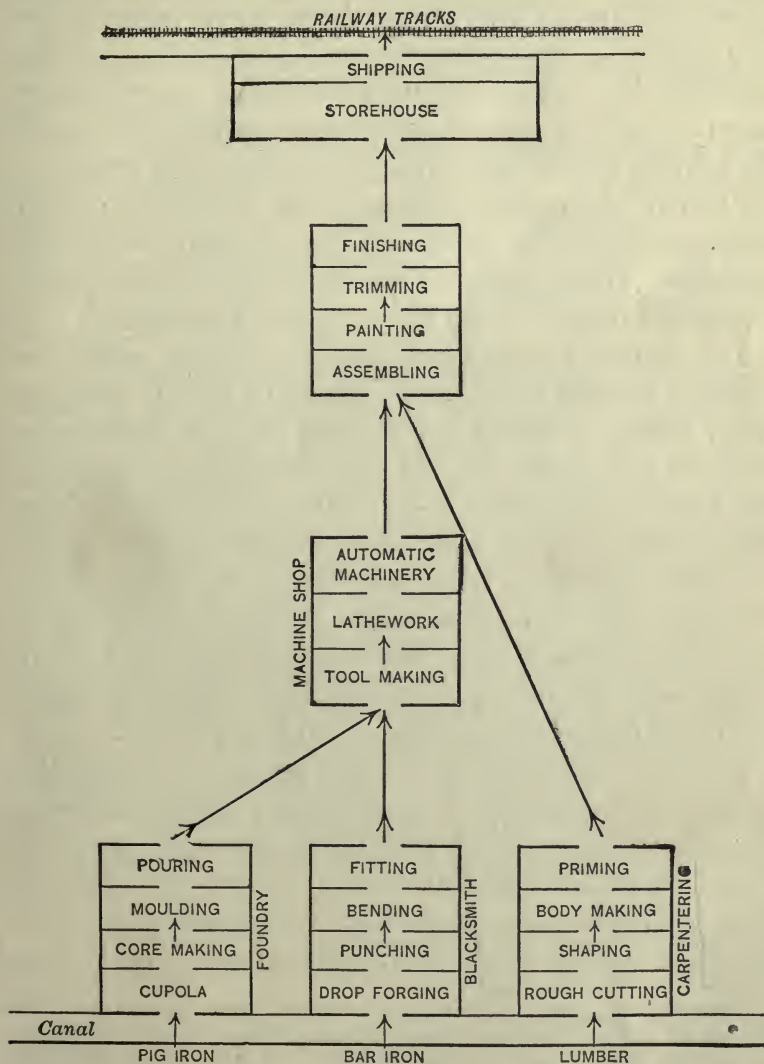 RAILWAY TRACKS
SHIPPING
STOREHOUSE
FINISHING
TRIMMING
PAINTING
ASSEMBLING
MACHINE SHOP
AUTOMATIC
MACHINERY
LATHEWORK
TOOL MAKING
POURING
MOULDING
CORE MAKING
CUPOLA
FOUNDRY
FITTING
BENDING
PUNCHING
DROP FORGING
BLACKSMITH
PRIMING
BODY MAKING
SHAPING
ROUGH CUTTING
CARPENTERING
Canal
PIG IRON
BAR IRON
LUMBER